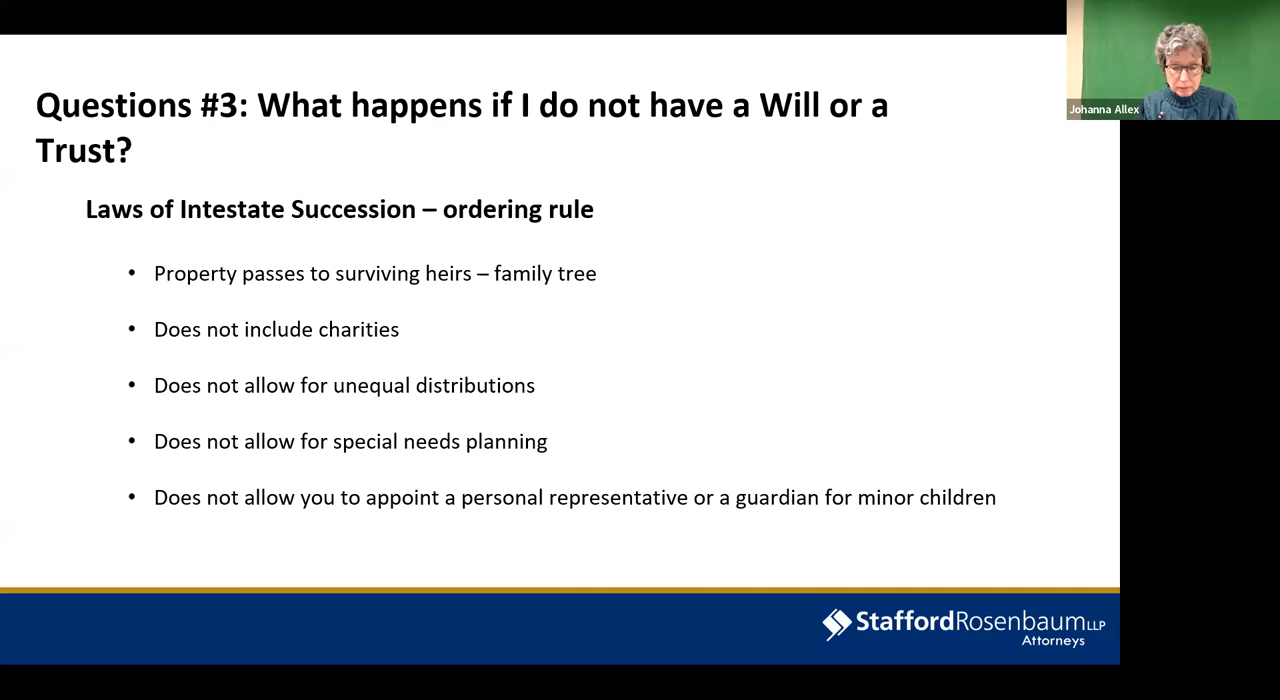 Questions #3: What happens if I do not have a Will or a
Trust?
Johanna Allex
Laws of Intestate Succession – ordering rule
• Property passes to surviving heirs – family tree
• Does not include charities
• Does not allow for unequal distributions
• Does not allow for special needs planning
• Does not allow you to appoint a personal representative or a guardian for minor children
StaffordRosenbaum LLP
Attorneys